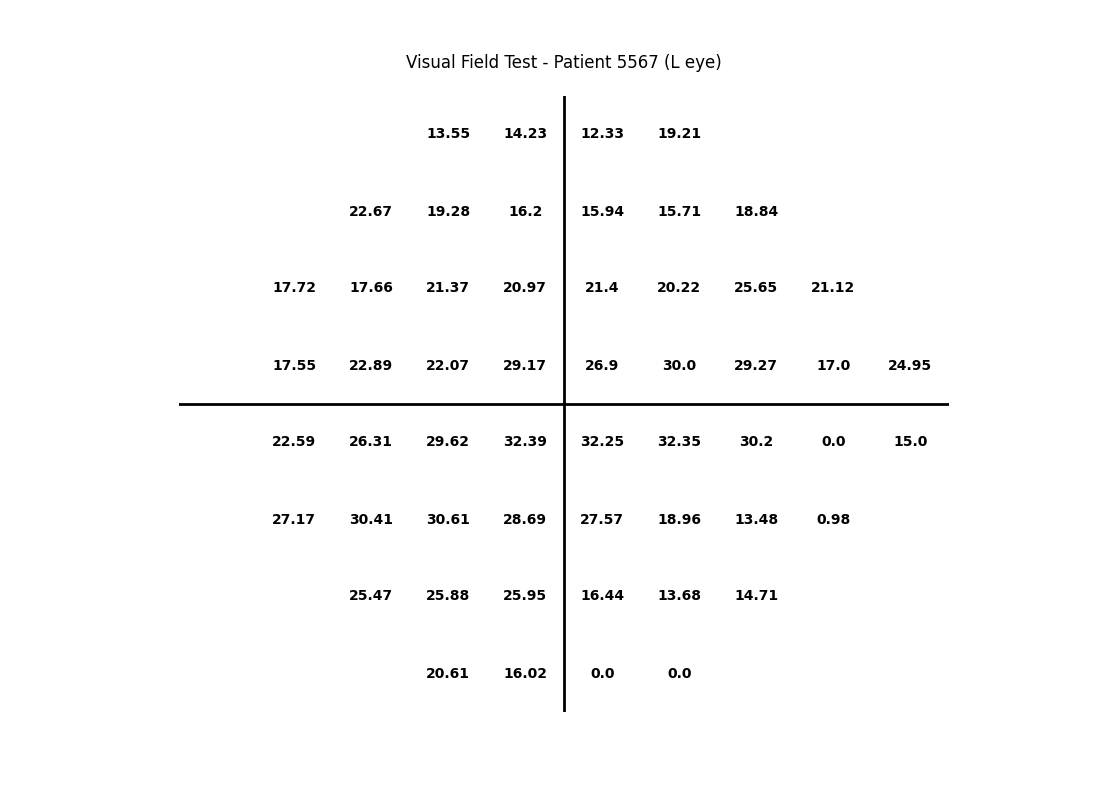 Visual Field Test - Patient 5567 (L eye)
13.55 14.23 12.33 19.21
22.67 19.28 16.2 15.94 15.71 18.84
17.72 17.66 21.37 20.97 21.4 20.22 25.65 21.12
17.55 22.89 22.07 29.17 26.9 30.0 29.27 17.0 24.95
22.59 26.31 29.62 32.39 32.25 32.35 30.2 0.0 15.0
27.17 30.41 30.61 28.69 27.57 18.96 13.48 0.98
25.47 25.88 25.95 16.44 13.68 14.71
20.61 16.02 0.0 0.0